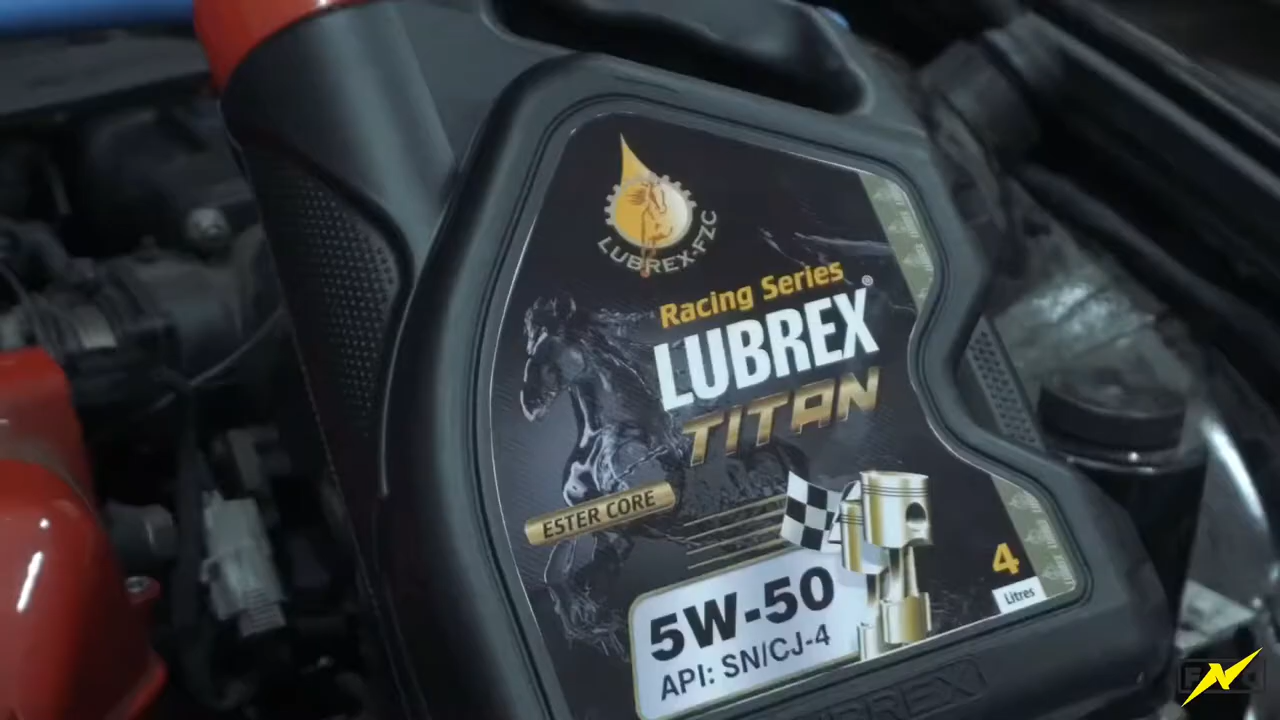 LUBREX-FZC
Racing Series
LUBREX®
TITAN
ESTER CORE
5W-50
API: SN/CJ-4
4
Litres